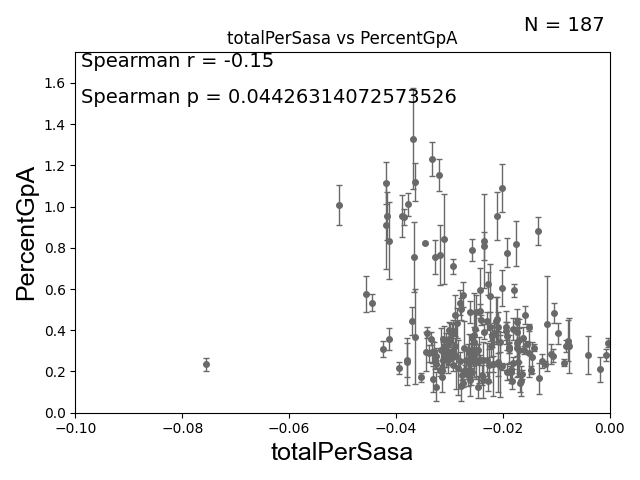 N = 187
totalPerSasa vs PercentGpA
Spearman r = -0.15
Spearman p = 0.04426314072573526
1.6
1.4
1.2
1.0
0.8
0.6
0.4
0.2
0.0
PercentGpA
−0.10 −0.08 −0.06 −0.04 −0.02 0.00
totalPerSasa